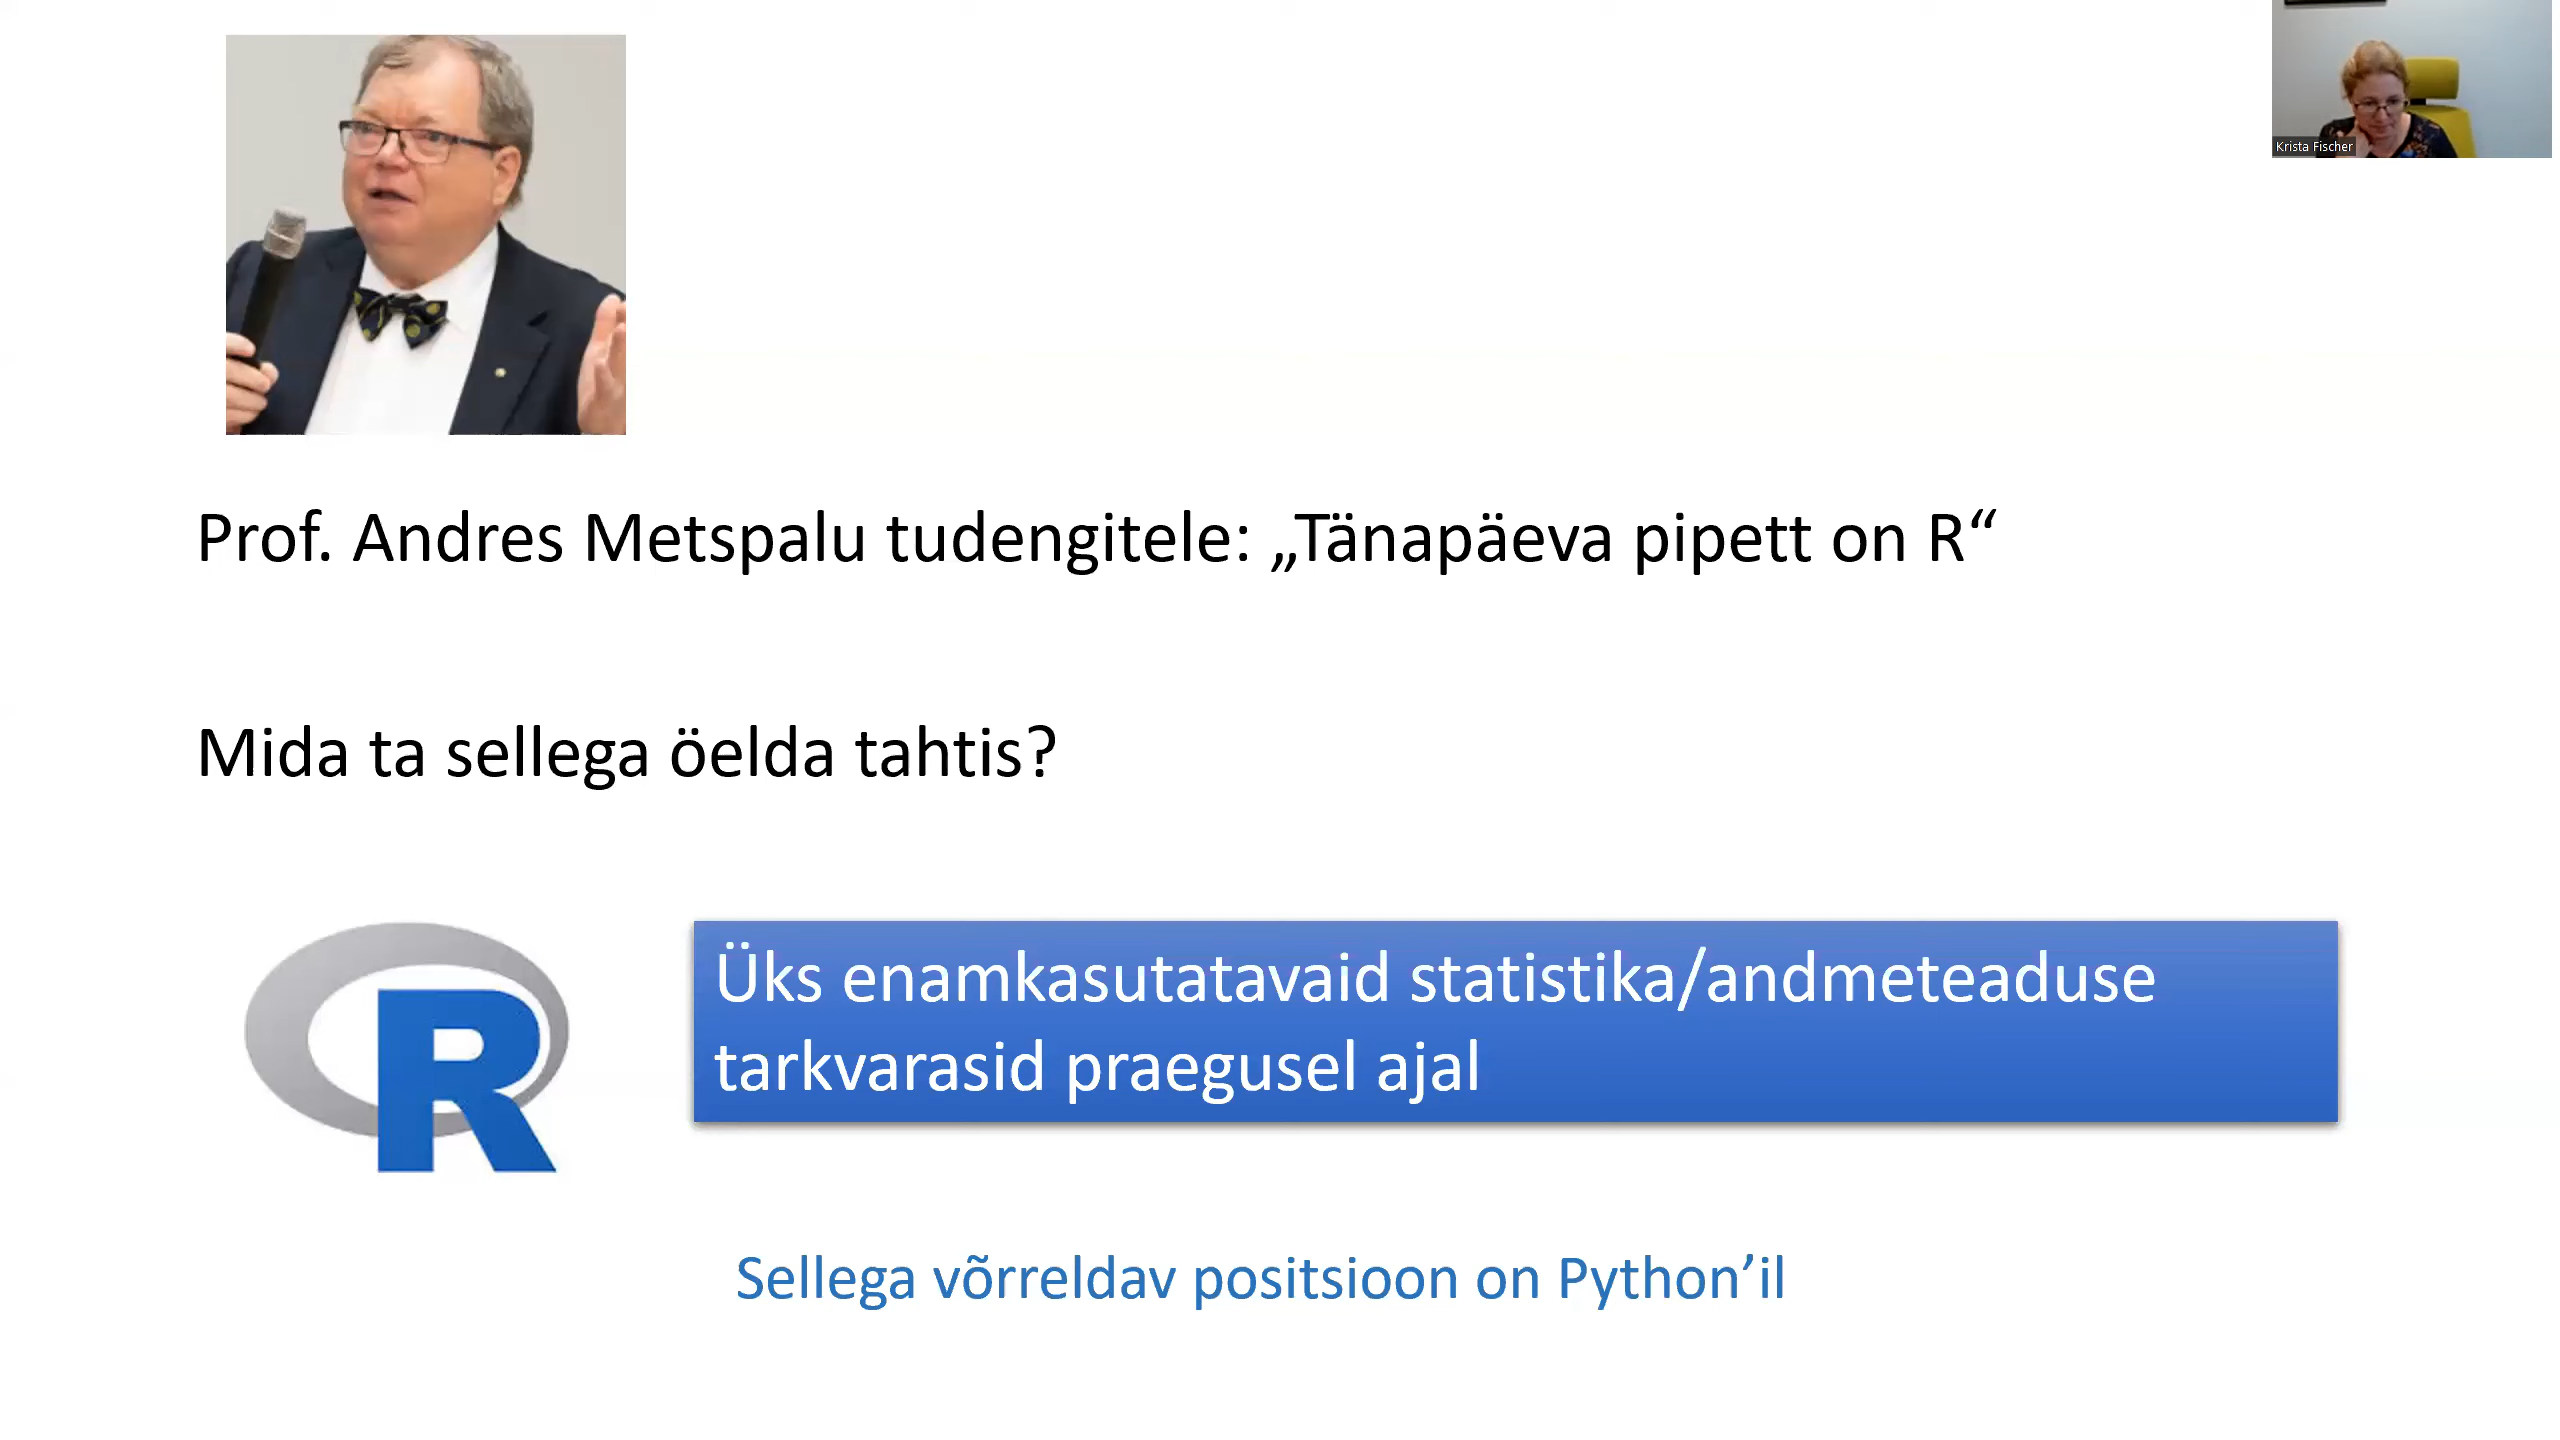 Krista Fischer
Prof. Andres Metspalu tudengitele: „Tänapäeva pipett on R“
Mida ta sellega öelda tahtis?
R
Üks enamkasutatavaid statistika/andmeteaduse
tarkvarasid praegusel ajal
Sellega võrreldav positsioon on Python’il